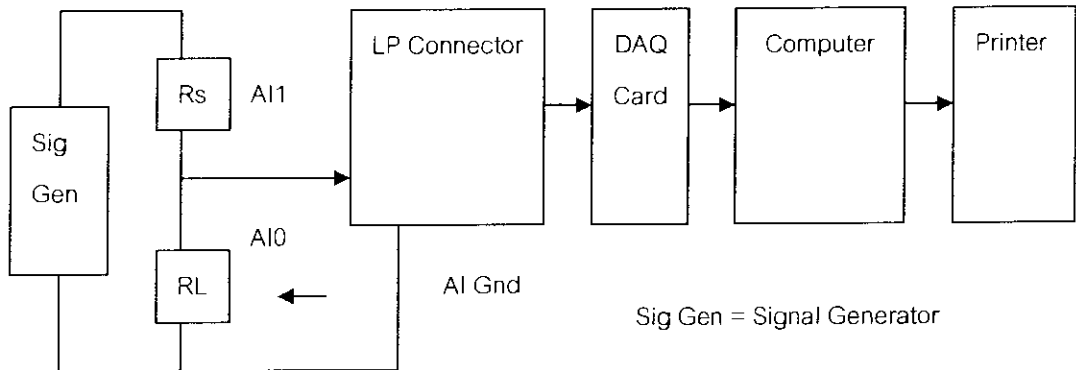 LP Connector
DAQ
Card
Computer
Printer
Rs
AI1
Sig
Gen
AI0
RL
AI Gnd
Sig Gen = Signal Generator